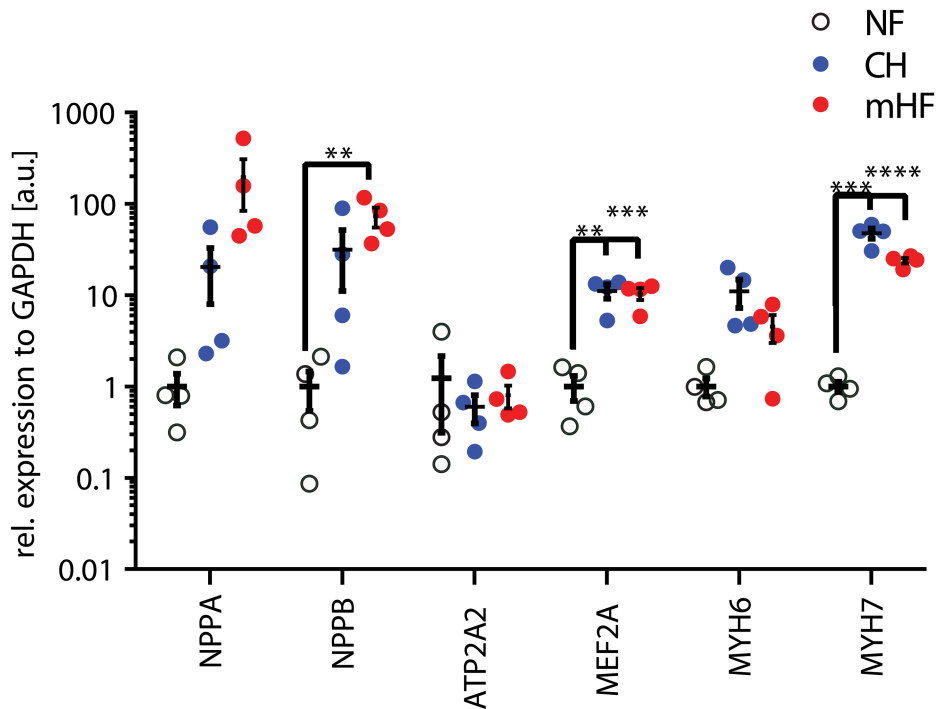 NF
CH
mHF
rel. expression to GAPDH [a.u.]
1000
100
10
1
0.1
0.01
**
**
***
***
****
NPPA
NPPB
ATP2A2
MEF2A
MYH6
MYH7